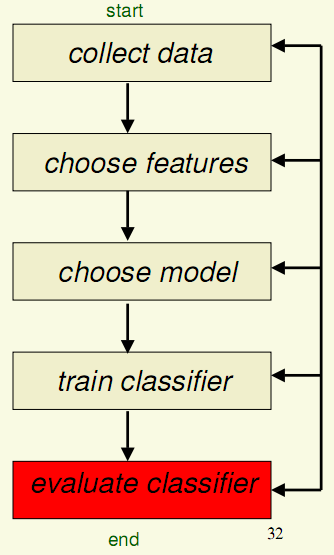 start
collect data
choose features
choose model
train classifier
evaluate classifier
end
32